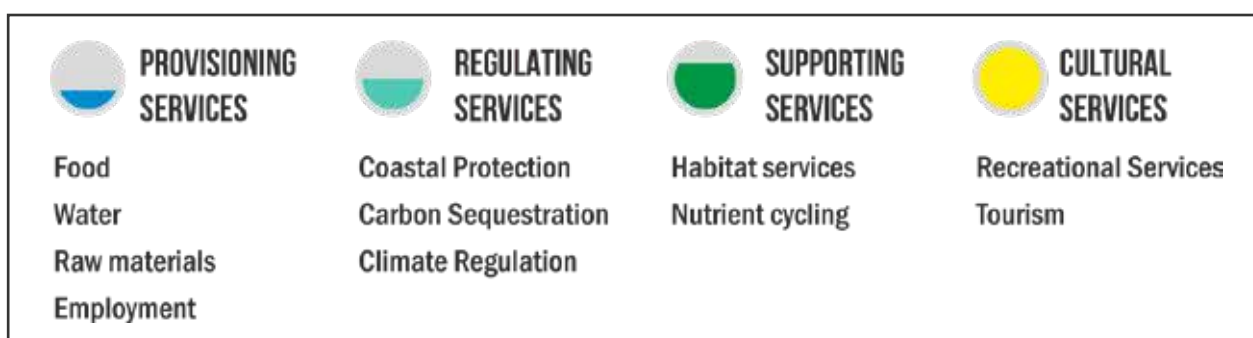 PROVISIONING
SERVICES
Food
Water
Raw materials
Employment
REGULATING
SERVICES
Coastal Protection
Carbon Sequestration
Climate Regulation
SUPPORTING
SERVICES
Habitat services
Nutrient cycling
CULTURAL
SERVICES
Recreational Services
Tourism